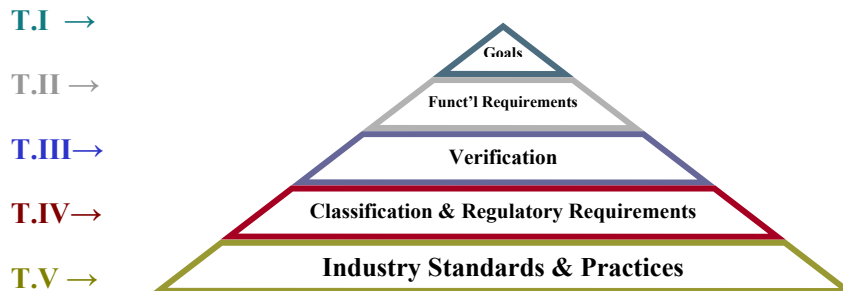 T.I →
Goals
T.II →
Funct'l Requirements
T.III→
Verification
T.IV→
Classification & Regulatory Requirements
T.V →
Industry Standards & Practices